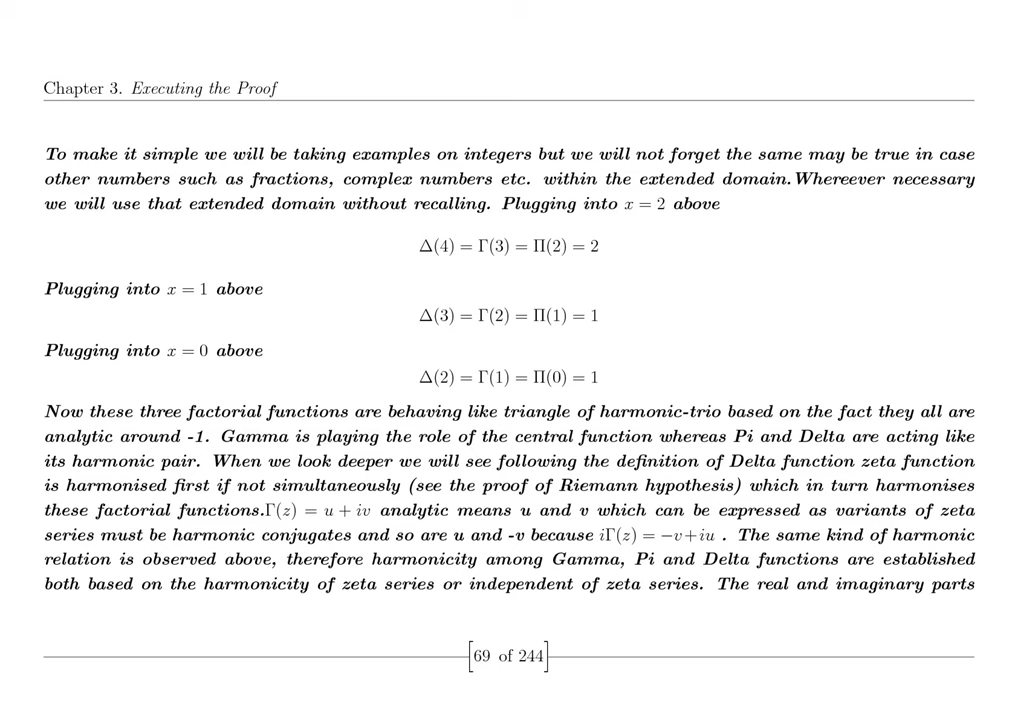 Chapter 3. Executing the Proof
To make it simple we will be taking examples on integers but we will not forget the same may be true in case
other numbers such as fractions, complex numbers etc. within the extended domain.Whereever necessary
we will use that extended domain without recalling. Plugging into x = 2 above
Δ(4) = Γ(3) = Π(2) = 2
Plugging into x = 1 above
Δ(3) = Γ(2) = Π(1) = 1
Plugging into x = 0 above
Δ(2) = Γ(1) = Π(0) = 1
Now these three factorial functions are behaving like triangle of harmonic-trio based on the fact they all are
analytic around -1. Gamma is playing the role of the central function whereas Pi and Delta are acting like
its harmonic pair. When we look deeper we will see following the definition of Delta function zeta function
is harmonised first if not simultaneously (see the proof of Riemann hypothesis) which in turn harmonises
these factorial functions.Γ(z) = u + iv analytic means u and v which can be expressed as variants of zeta
series must be harmonic conjugates and so are u and -v because iΓ(z) = −v+iu . The same kind of harmonic
relation is observed above, therefore harmonicity among Gamma, Pi and Delta functions are established
both based on the harmonicity of zeta series or independent of zeta series. The real and imaginary parts
[69 of 244]